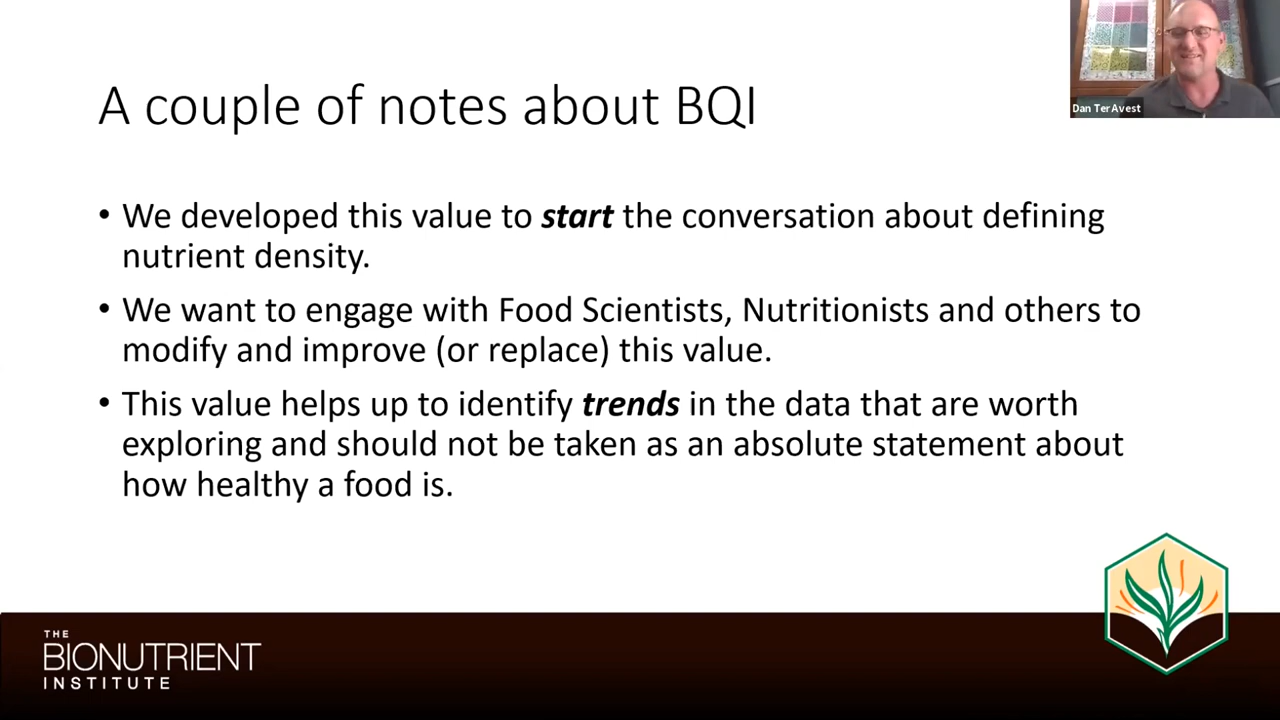 A couple of notes about BQI
Dan TerAvest
• We developed this value to start the conversation about defining
nutrient density.
• We want to engage with Food Scientists, Nutritionists and others to
modify and improve (or replace) this value.
• This value helps up to identify trends in the data that are worth
exploring and should not be taken as an absolute statement about
how healthy a food is.
THE
BIONUTRIENT
INSTITUTE